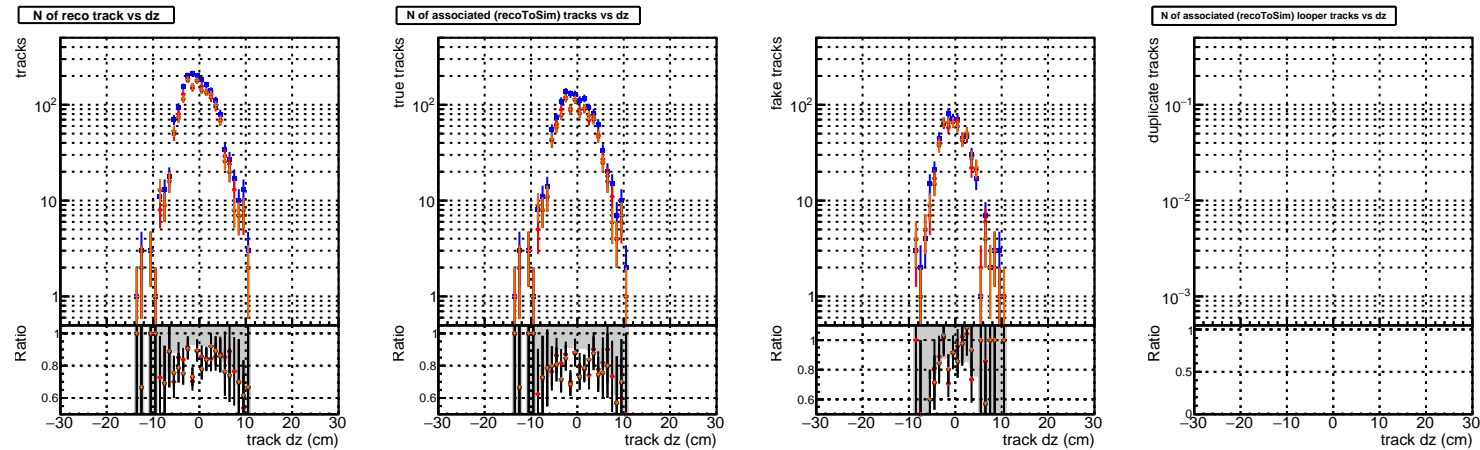 N of reco track vs dz
tracks
10²
10
1
Ratio
1
0.8
0.6
−30 −20 −10 0 10 20 30
track dz (cm)
N of associated (recoToSim) tracks vs dz
true tracks
10²
10
1
Ratio
1
0.8
0.6
−30 −20 −10 0 10 20 30
track dz (cm)
fake tracks
10²
10
1
Ratio
1
0.8
0.6
−30 −20 −10 0 10 20 30
track dz (cm)
N of associated (recoToSim) looper tracks vs dz
duplicate tracks
10⁻¹
10⁻²
10⁻³
Ratio
1
0.5
0
−30 −20 −10 0 10 20 30
track dz (cm)